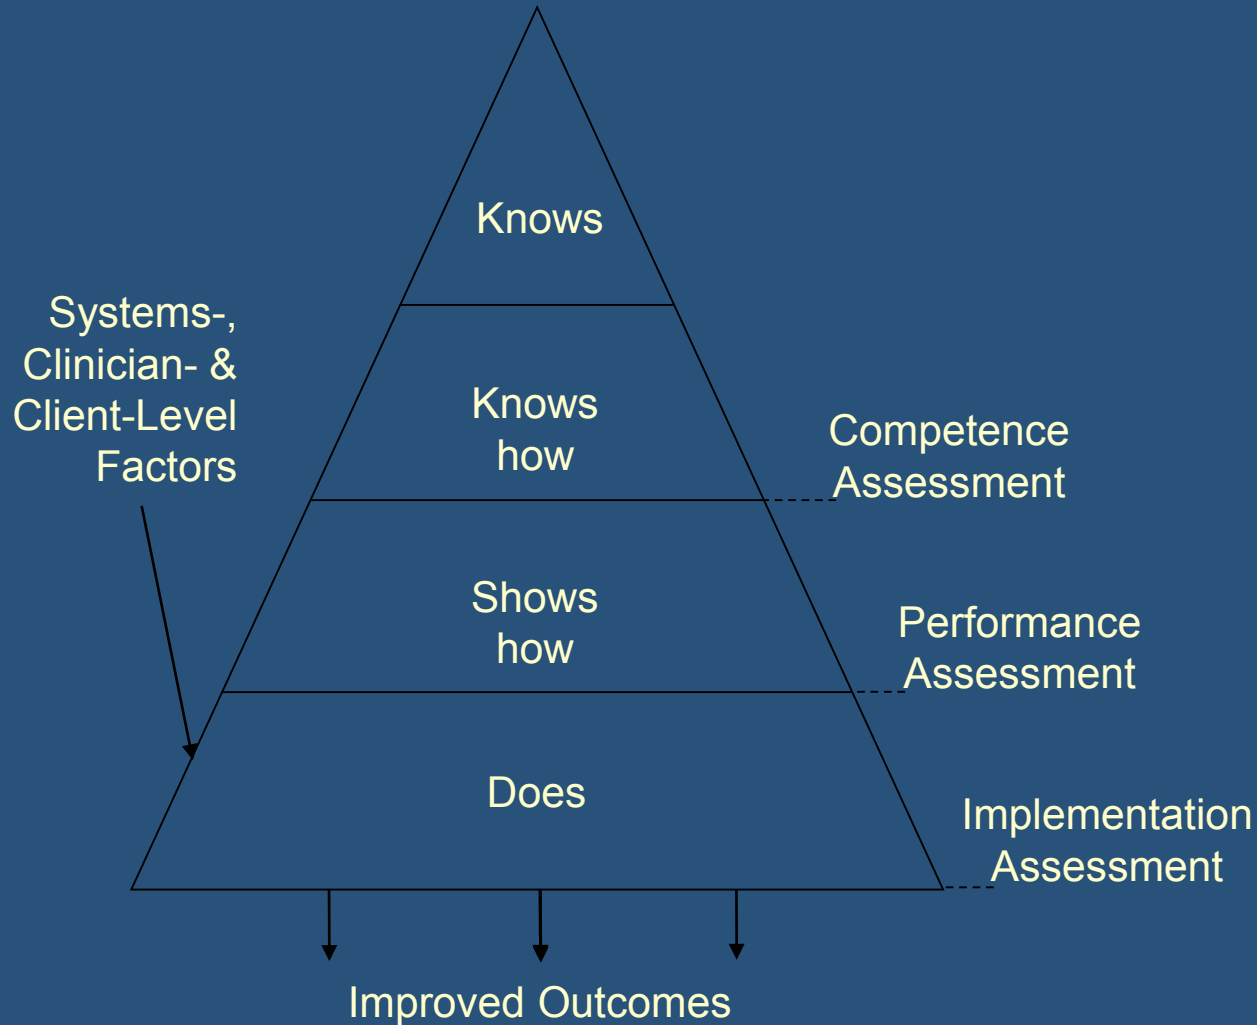 Knows
Systems-,
Clinician- &
Client-Level
Factors
Knows
how
Competence
Assessment
Shows
how
Performance
Assessment
Does
Implementation
Assessment
Improved Outcomes